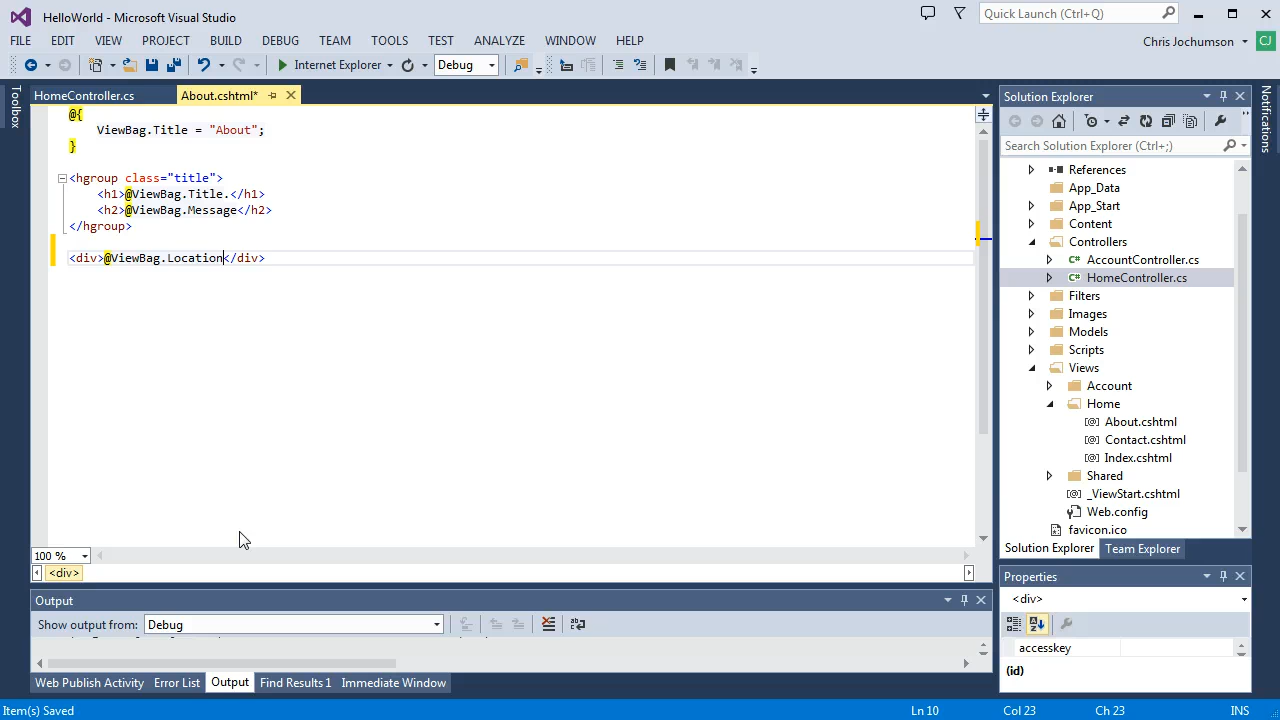 HelloWorld - Microsoft Visual Studio
Quick Launch (Ctrl+Q)
FILE EDIT VIEW PROJECT BUILD DEBUG TEAM TOOLS TEST ANALYZE WINDOW HELP
Chris Jochumson
CJ
Internet Explorer
Debug
Toolbox
HomeController.cs
About.cshtml*
@{
ViewBag.Title = "About";
}
<hgroup class="title">
<h1>@ViewBag.Title.</h1>
<h2>@ViewBag.Message</h2>
</hgroup>
<div>@ViewBag.Location</div>
100 %
<div>
Output
Show output from:
Debug
Web Publish Activity
Error List
Output
Find Results 1
Immediate Window
Solution Explorer
Search Solution Explorer (Ctrl+;)
References
App_Data
App_Start
Content
Controllers
C# AccountController.cs
C# HomeController.cs
Filters
Images
Models
Scripts
Views
Account
Home
[@] About.cshtml
[@] Contact.cshtml
[@] Index.cshtml
Shared
[@] _ViewStart.cshtml
Web.config
favicon.ico
Solution Explorer
Team Explorer
Properties
<div>
accesskey
(id)
Notifications
Item(s) Saved
Ln 10
Col 23
Ch 23
INS